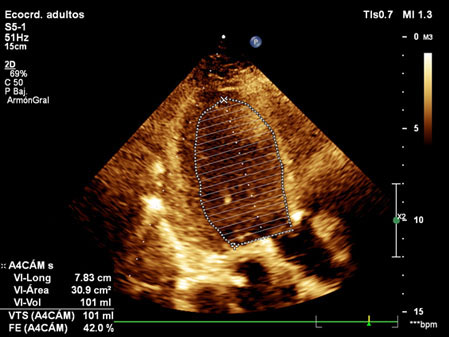 Ecocrd. adultos
TIs0.7 MI 1.3
S5-1
51Hz
15cm
2D
69%
C 50
P Baj.
ArmónGral
P
0
M3
5
X2
10
15
A4CÁM s
VI-Long 7.83 cm
VI-Área 30.9 cm²
VI-Vol 101 ml
VTS (A4CÁM) 101 ml
FE (A4CÁM) 42.0 %
***bpm